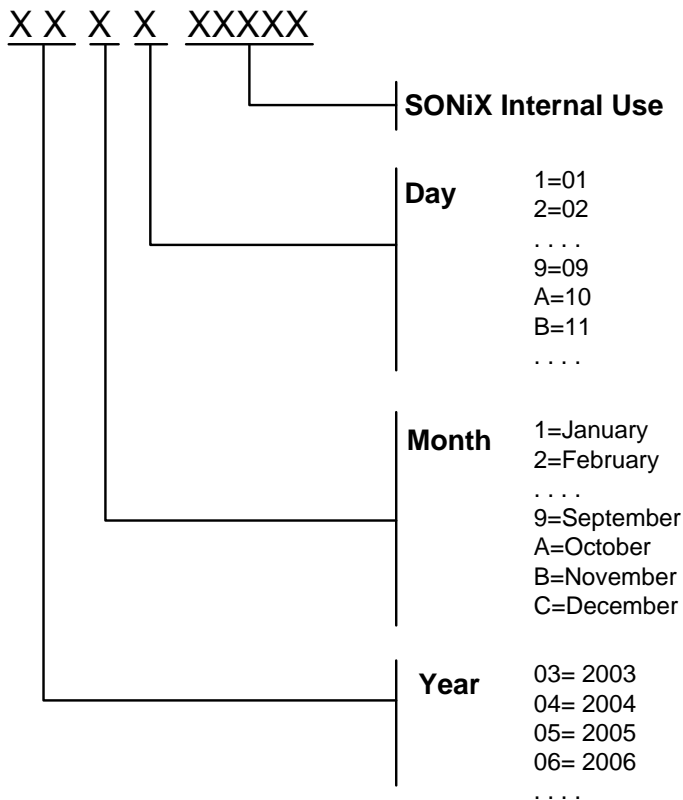 X X X X XXXXX
SONiX Internal Use
Day
1=01
2=02
. . . .
9=09
A=10
B=11
. . . .
Month
1=January
2=February
. . . .
9=September
A=October
B=November
C=December
Year
03= 2003
04= 2004
05= 2005
06= 2006
. . . .